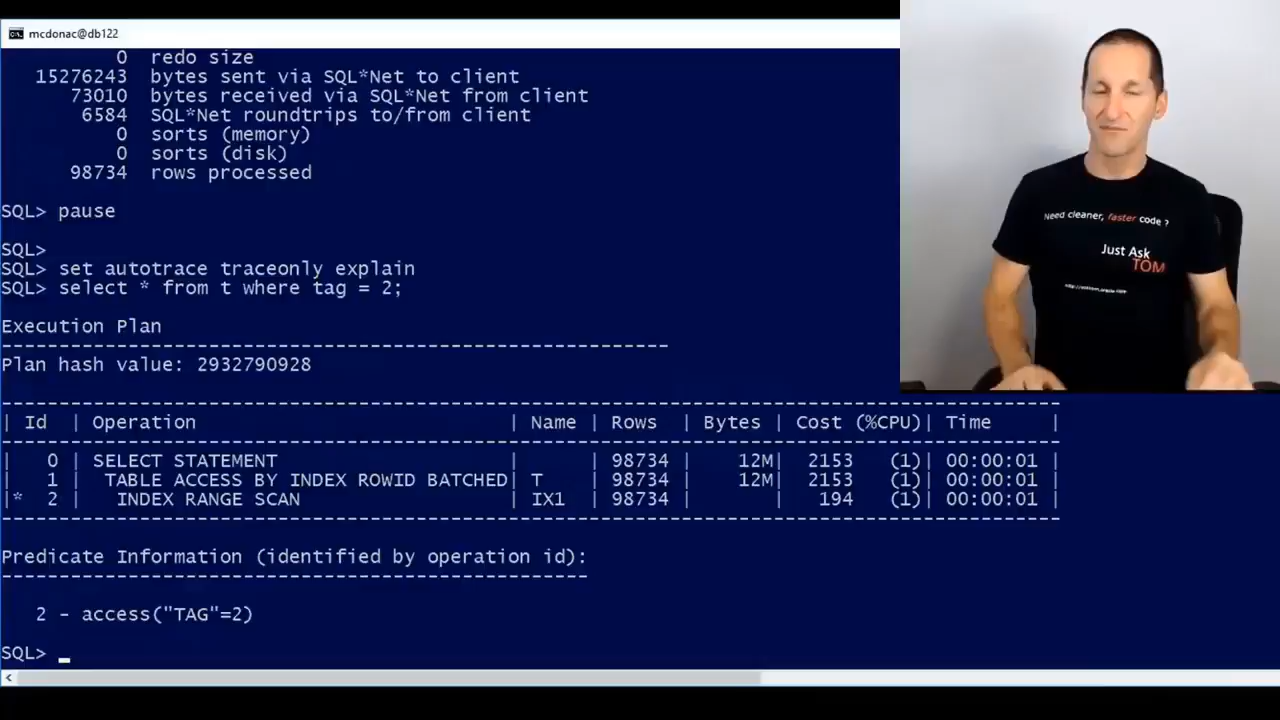 mcdonac@db122
0 redo size
15276243 bytes sent via SQL*Net to client
73010 bytes received via SQL*Net from client
6584 SQL*Net roundtrips to/from client
0 sorts (memory)
0 sorts (disk)
98734 rows processed
SQL> pause
SQL>
SQL> set autotrace traceonly explain
SQL> select * from t where tag = 2;
Execution Plan
----------------------------------------------------------
Plan hash value: 2932790928
--------------------------------------------------------------------------------------------
| Id | Operation | Name | Rows | Bytes | Cost (%CPU)| Time |
--------------------------------------------------------------------------------------------
| 0 | SELECT STATEMENT | | 98734 | 12M| 2153 (1)| 00:00:01 |
| 1 | TABLE ACCESS BY INDEX ROWID BATCHED| T | 98734 | 12M| 2153 (1)| 00:00:01 |
|* 2 | INDEX RANGE SCAN | IX1 | 98734 | | 194 (1)| 00:00:01 |
--------------------------------------------------------------------------------------------
Predicate Information (identified by operation id):
---------------------------------------------------
2 - access("TAG"=2)
SQL>
Need cleaner, faster code ?
Just Ask
TOM